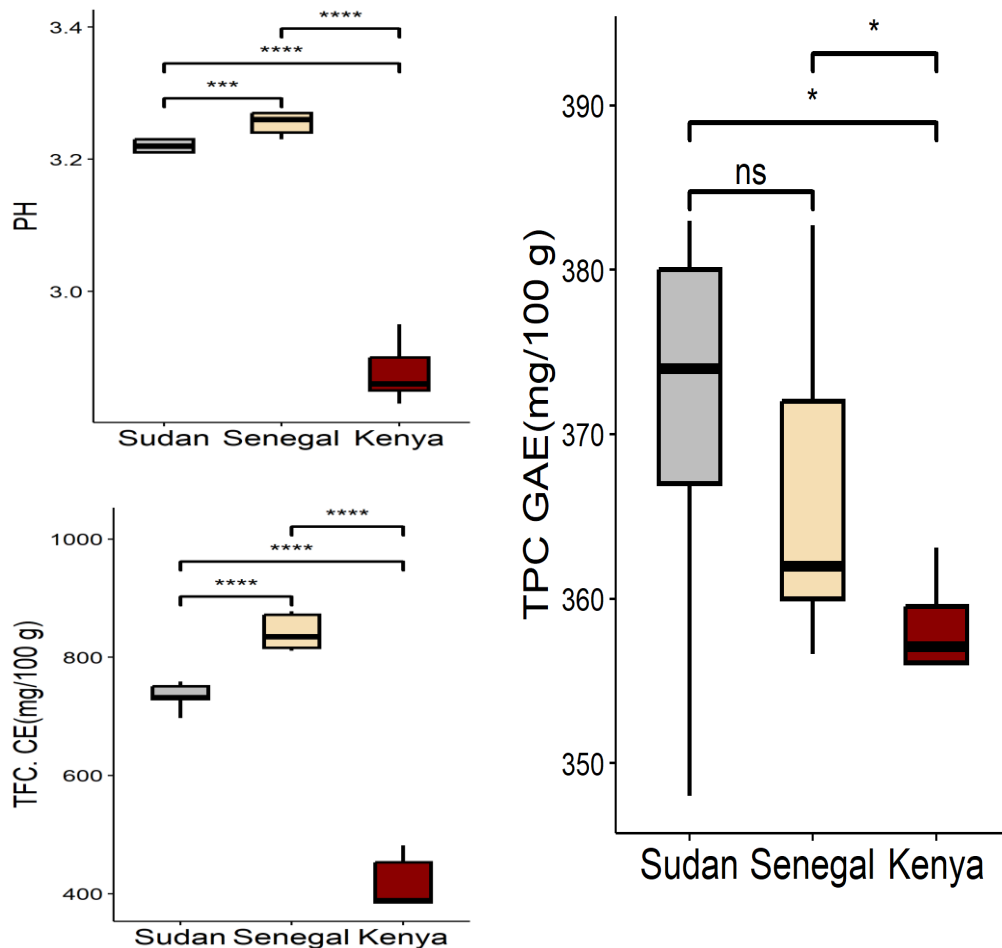 PH
3.4
3.2
3.0
****
****
***
Sudan Senegal Kenya
TFC. CE(mg/100 g)
1000
800
600
400
****
****
****
Sudan Senegal Kenya
TPC GAE(mg/100 g)
390
380
370
360
350
*
*
ns
Sudan Senegal Kenya